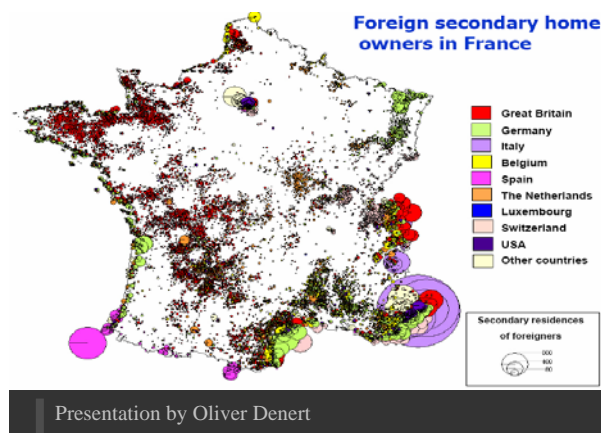 Foreign secondary home
owners in France
Great Britain
Germany
Italy
Belgium
Spain
The Netherlands
Luxembourg
Switzerland
USA
Other countries
Secondary residences
of foreigners
Presentation by Oliver Denert